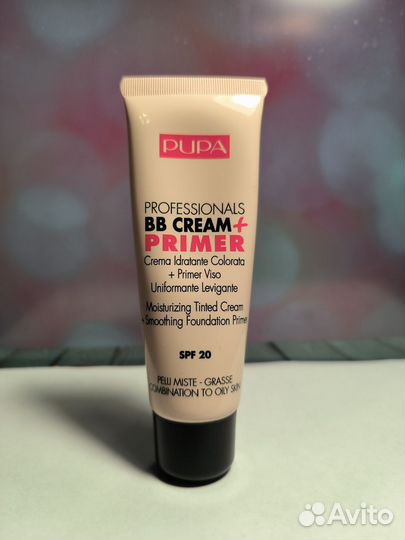 PUPA
PROFESSIONALS
BB CREAM+
PRIMER
Crema Idratante Colorata
+ Primer Viso
Uniformante Levigante
Moisturizing Tinted Cream
+ Smoothing Foundation Primer
SPF 20
PELLI MISTE - GRASSE
COMBINATION TO OILY SKIN
Avito